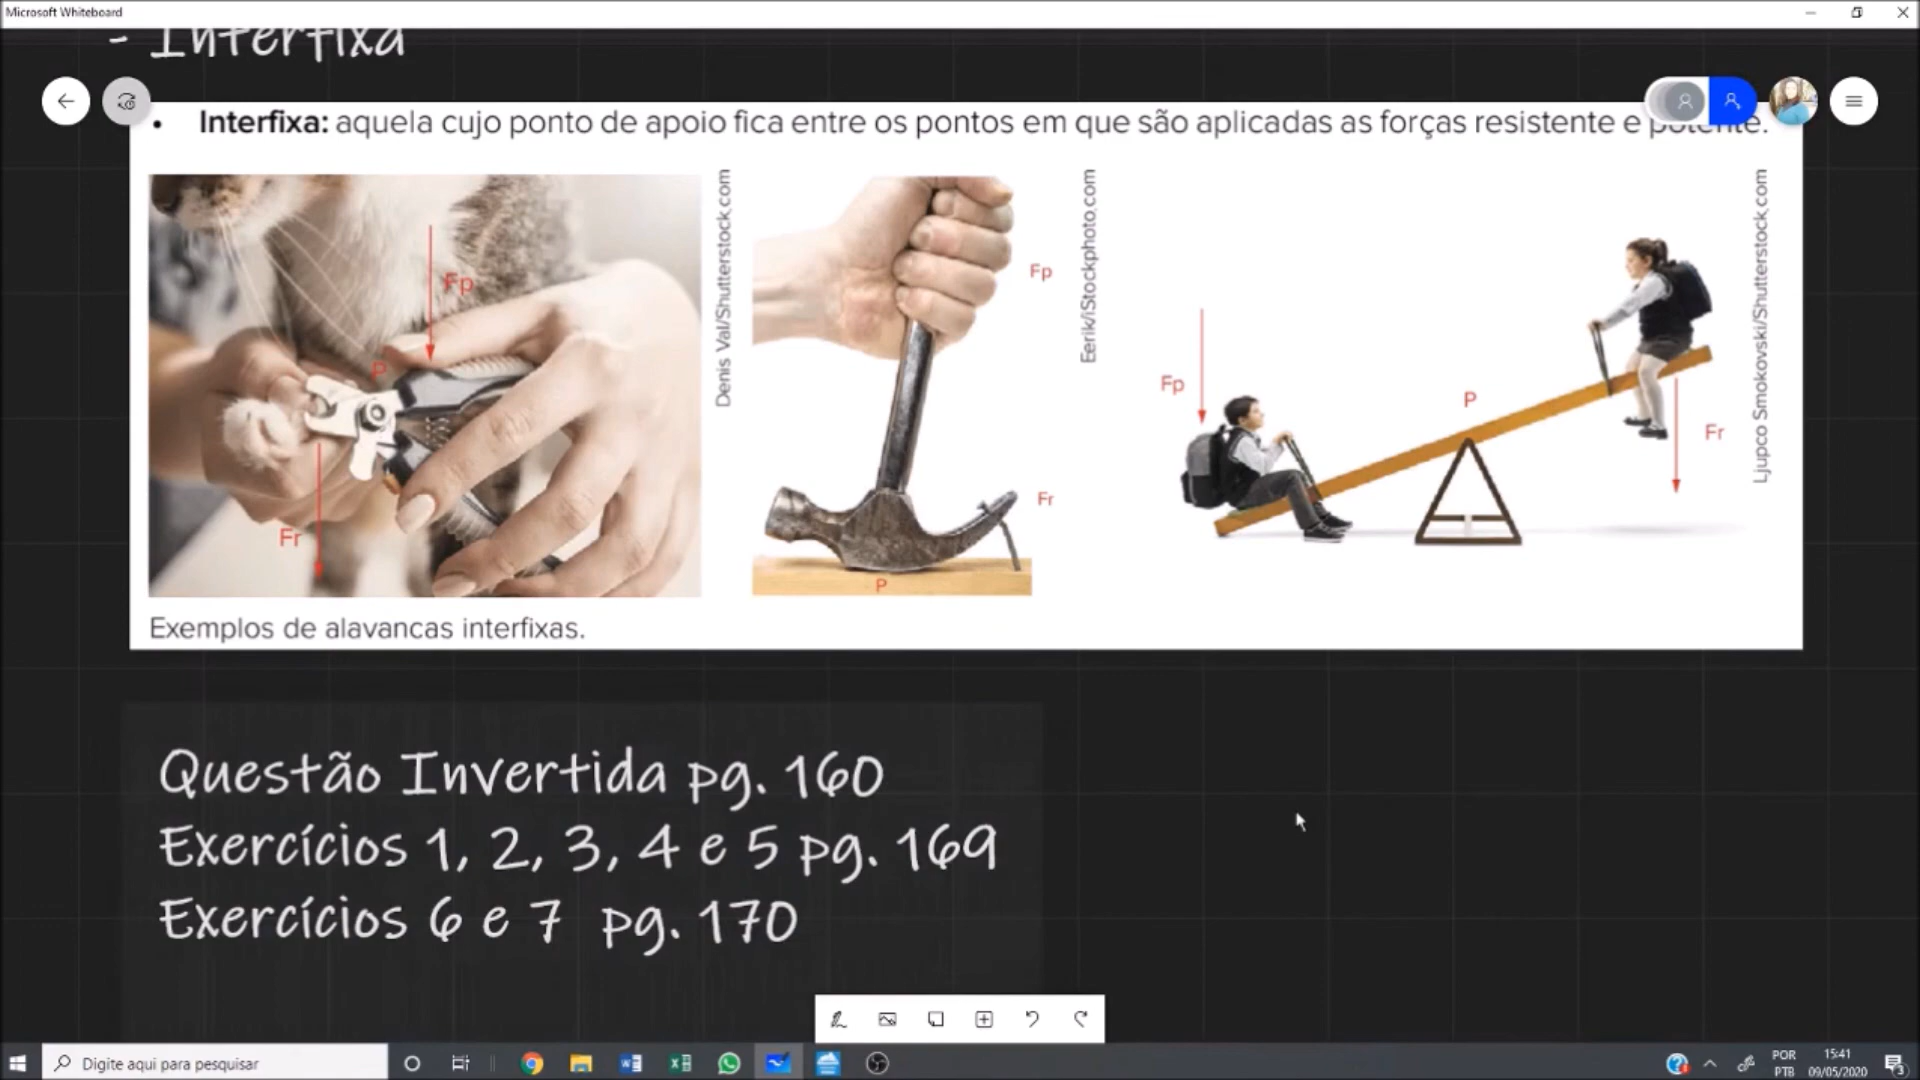 Microsoft Whiteboard
- Interfixa
• Interfixa: aquela cujo ponto de apoio fica entre os pontos em que são aplicadas as forças resistente e potente.
Fp
P
Fr
Denis Val/Shutterstock.com
Fp
Fr
P
Eerik/iStockphoto.com
Fp
P
Fr
Ljupco Smokovski/Shutterstock.com
Exemplos de alavancas interfixas.
Questão Invertida pg. 160
Exercícios 1, 2, 3, 4 e 5 pg. 169
Exercícios 6 e 7 pg. 170
Digite aqui para pesquisar
POR
PTB
15:41
09/05/2020
3